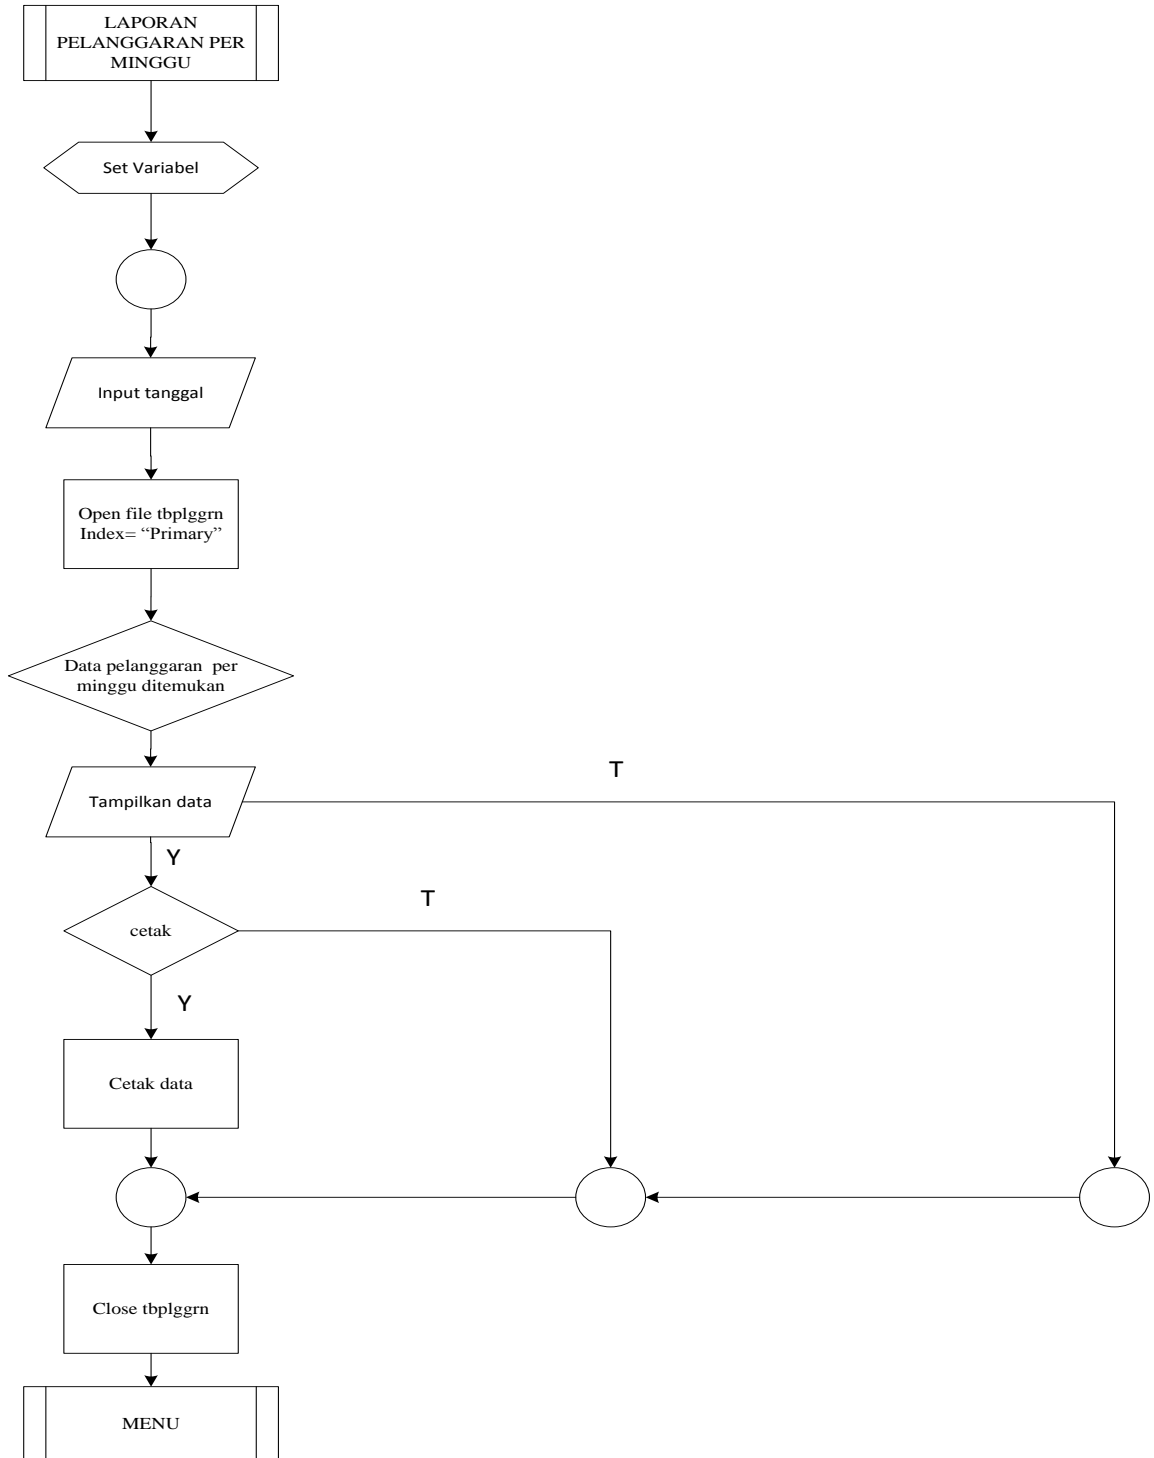 LAPORAN
PELANGGARAN PER
MINGGU
Set Variabel
Input tanggal
Open file tbplggrn
Index= “Primary”
Data pelanggaran per
minggu ditemukan
T
Tampilkan data
Y
T
cetak
Y
Cetak data
Close tbplggrn
MENU